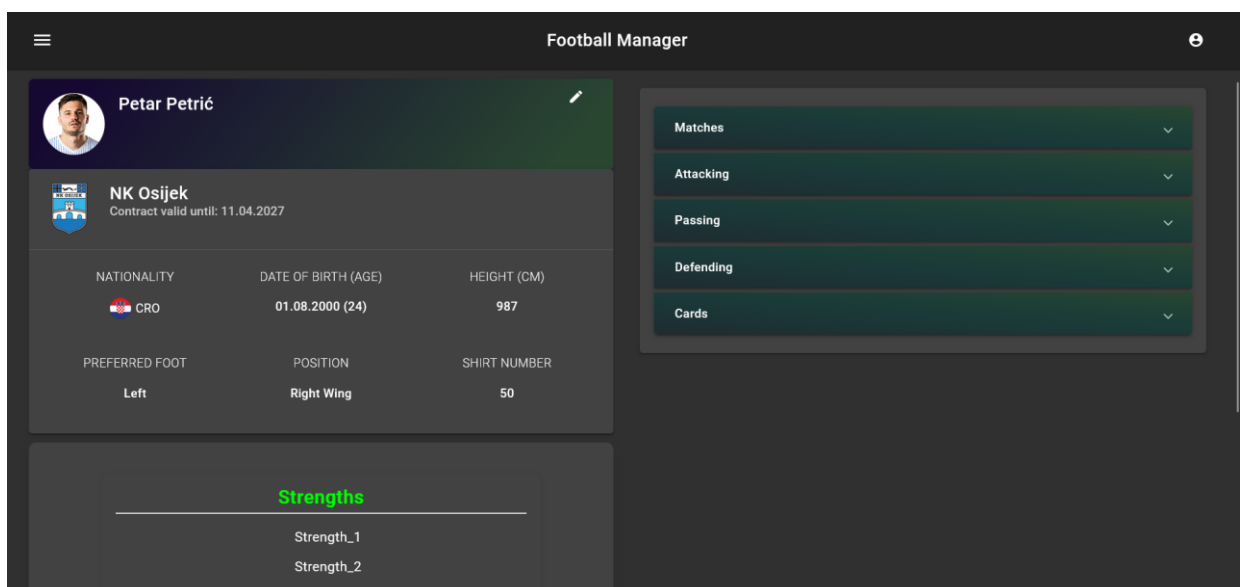 Football Manager
Petar Petrić
NK OSIJEK
NK Osijek
Contract valid until: 11.04.2027
NATIONALITY DATE OF BIRTH (AGE) HEIGHT (CM)
CRO 01.08.2000 (24) 987
PREFERRED FOOT POSITION SHIRT NUMBER
Left Right Wing 50
Strengths
Strength_1
Strength_2
Matches
Attacking
Passing
Defending
Cards